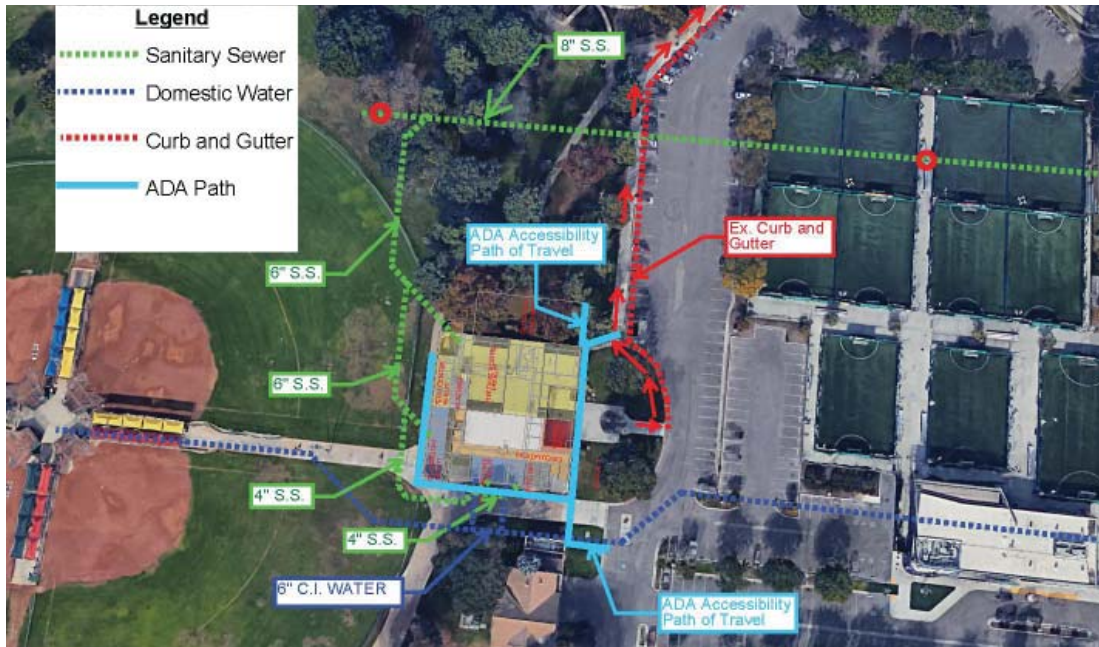 Legend
Sanitary Sewer
Domestic Water
Curb and Gutter
ADA Path
8" S.S.
ADA Accessibility
Path of Travel
Ex. Curb and
Gutter
6" S.S.
6" S.S.
4" S.S.
4" S.S.
6" C.I. WATER
ADA Accessibility
Path of Travel